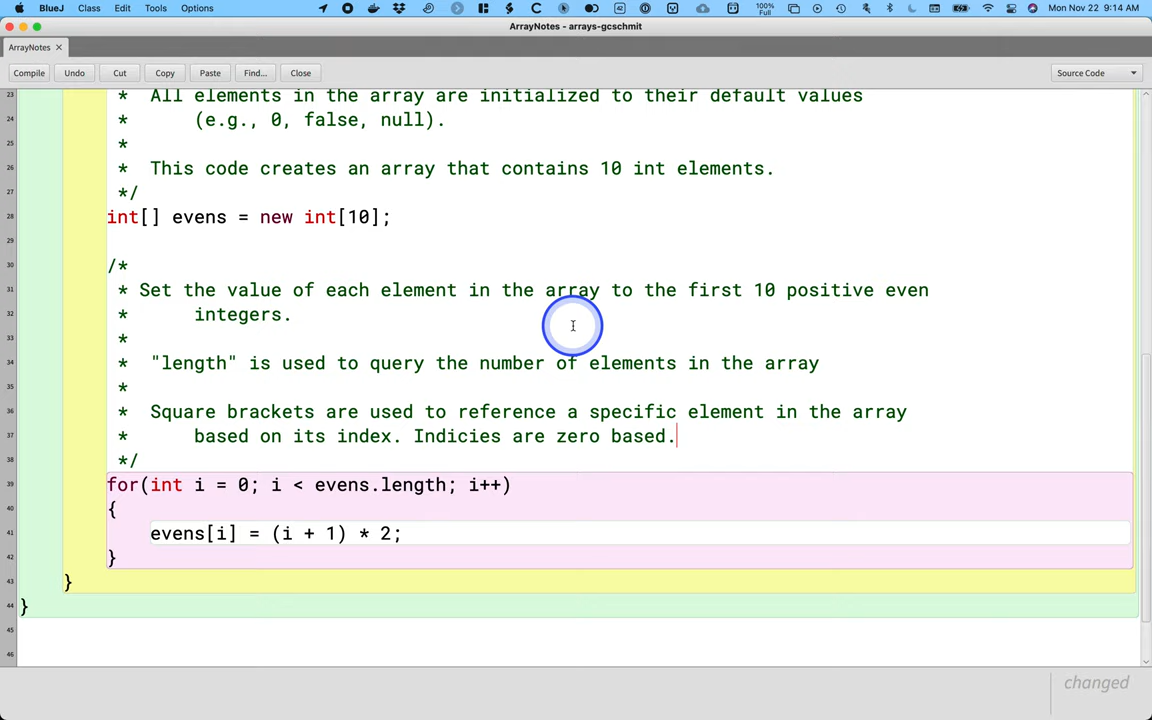 BlueJ Class Edit Tools Options 42 100% Full Mon Nov 22 9:14 AM
ArrayNotes - arrays-gcschmit
ArrayNotes ×
Compile Undo Cut Copy Paste Find... Close Source Code
23 * All elements in the array are initialized to their default values
24 * (e.g., 0, false, null).
25 *
26 * This code creates an array that contains 10 int elements.
27 */
28 int[] evens = new int[10];
29
30 /*
31 * Set the value of each element in the array to the first 10 positive even
32 * integers.
33 *
34 * "length" is used to query the number of elements in the array
35 *
36 * Square brackets are used to reference a specific element in the array
37 * based on its index. Indicies are zero based.
38 */
39 for(int i = 0; i < evens.length; i++)
40 {
41 evens[i] = (i + 1) * 2;
42 }
43 }
44 }
45
46
changed